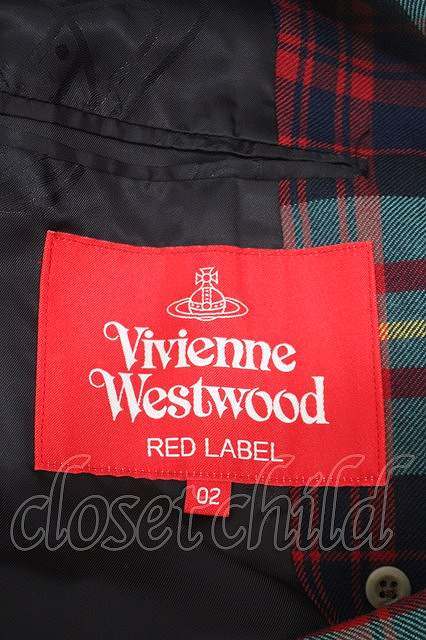 Vivienne
Westwood
RED LABEL
02
closet child